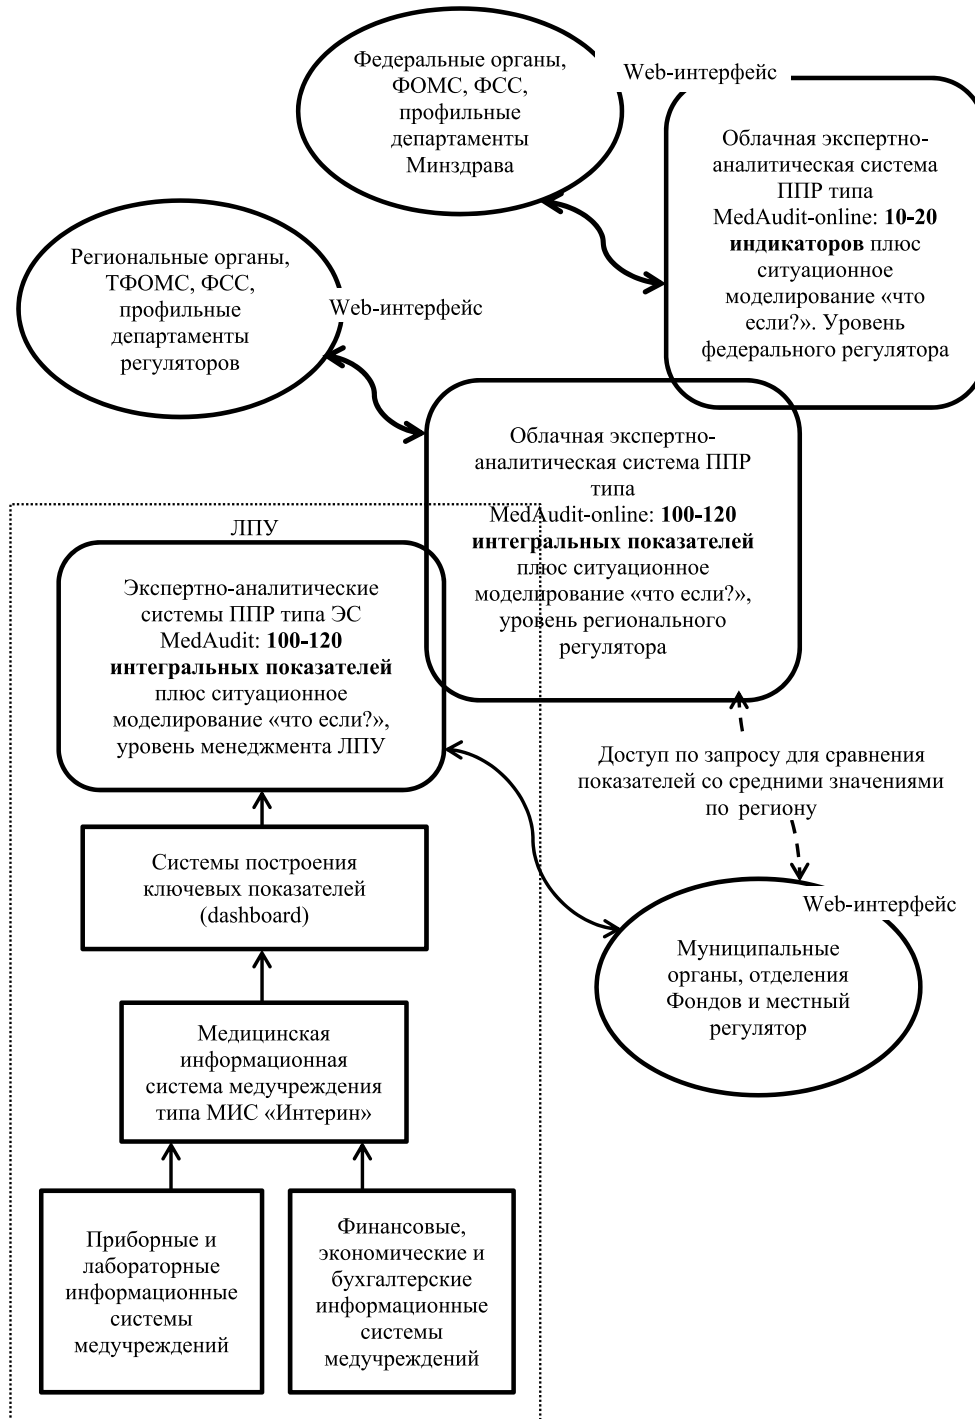 Федеральные органы,
ФОМС, ФСС,
профильные
департаменты
Минздрава
Web-интерфейс
Облачная экспертно-
аналитическая система
ППР типа
MedAudit-online: 10-20
индикаторов плюс
ситуационное
моделирование «что
если?». Уровень
федерального регулятора
Региональные органы,
ТФОМС, ФСС,
профильные
департаменты
регуляторов
Web-интерфейс
Облачная экспертно-
аналитическая система ППР
типа
MedAudit-online: 100-120
интегральных показателей
плюс ситуационное
моделирование «что если?»,
уровень регионального
регулятора
ЛПУ
Экспертно-аналитические
системы ППР типа ЭС
MedAudit: 100-120
интегральных показателей
плюс ситуационное
моделирование «что если?»,
уровень менеджмента ЛПУ
Доступ по запросу для сравнения
показателей со средними значениями
по региону
Системы построения
ключевых показателей
(dashboard)
Web-интерфейс
Муниципальные
органы, отделения
Фондов и местный
регулятор
Медицинская
информационная
система медучреждения
типа МИС «Интерин»
Приборные и
лабораторные
информационные
системы
медучреждений
Финансовые,
экономические и
бухгалтерские
информационные
системы
медучреждений